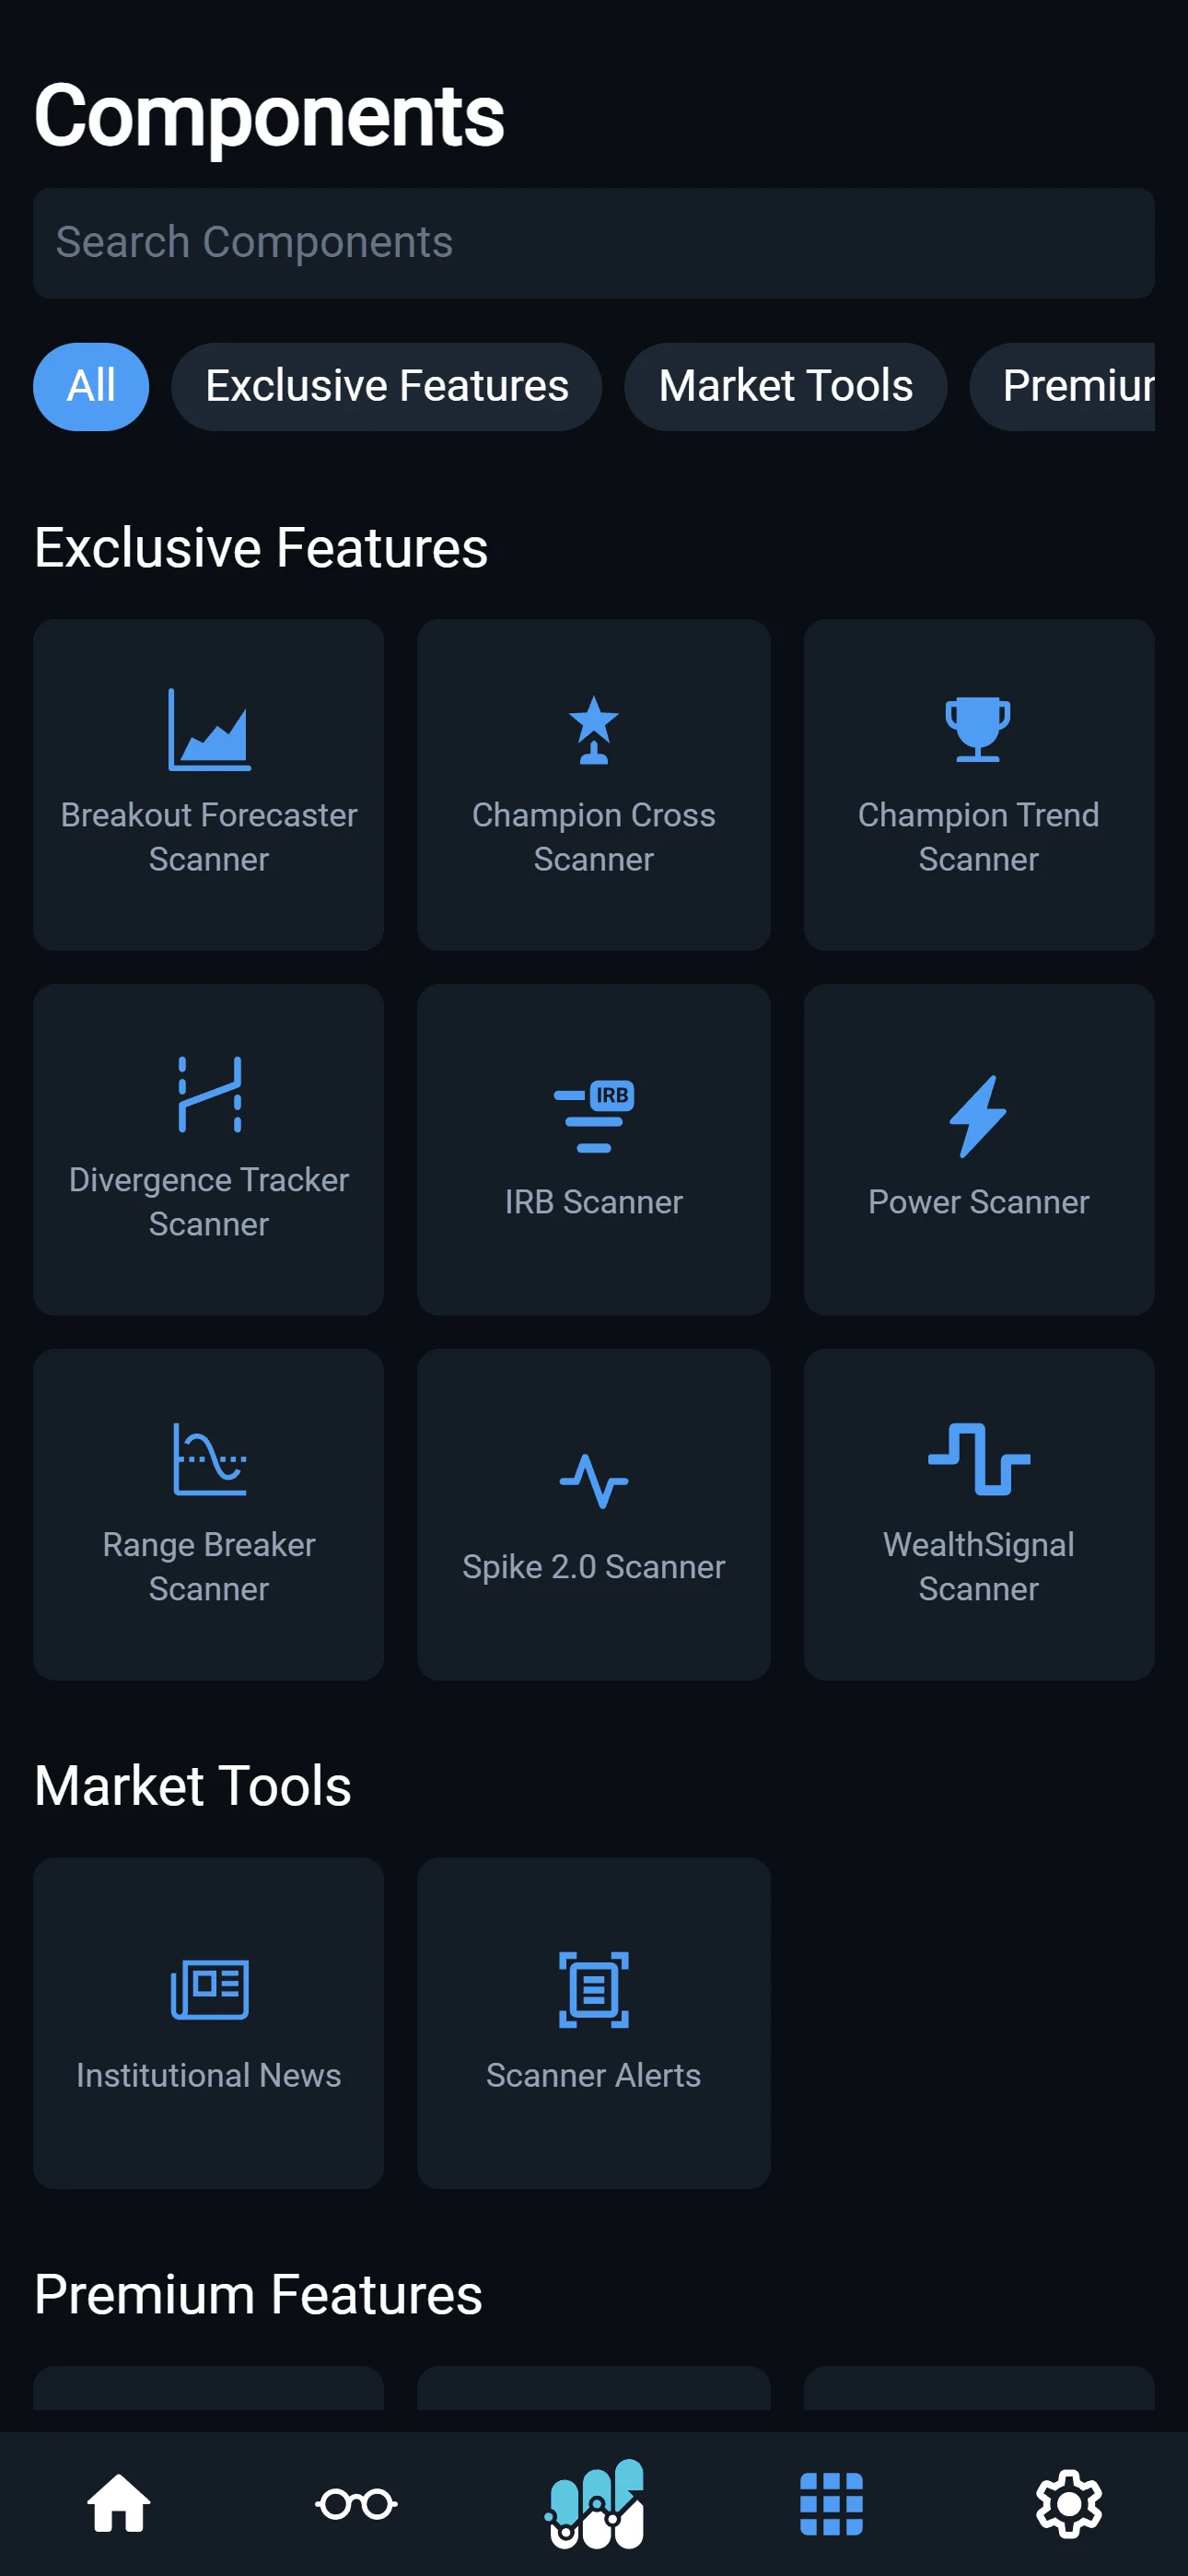 Components
Search Components
All
Exclusive Features
Market Tools
Exclusive Features
Breakout Forecaster
Scanner
Champion Cross
Scanner
Champion Trend
Scanner
Divergence Tracker
Scanner
IRB
IRB Scanner
Power Scanner
Range Breaker
Scanner
Spike 2.0 Scanner
WealthSignal
Scanner
Market Tools
Institutional News
Scanner Alerts
Premium Features